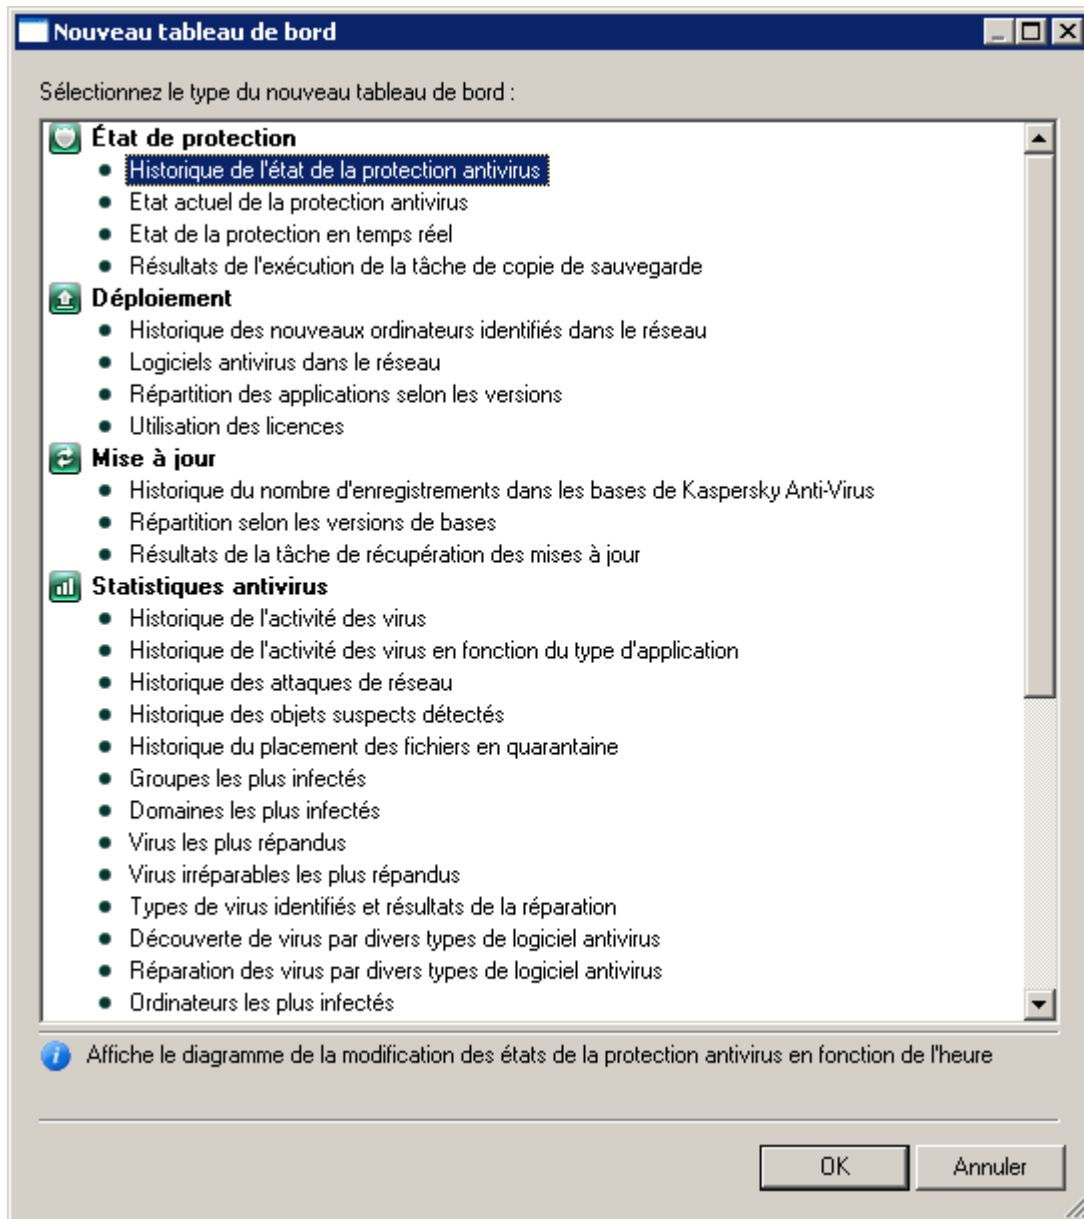 Nouveau tableau de bord
Sélectionnez le type du nouveau tableau de bord :
État de protection
Historique de l'état de la protection antivirus
Etat actuel de la protection antivirus
Etat de la protection en temps réel
Résultats de l'exécution de la tâche de copie de sauvegarde
Déploiement
Historique des nouveaux ordinateurs identifiés dans le réseau
Logiciels antivirus dans le réseau
Répartition des applications selon les versions
Utilisation des licences
Mise à jour
Historique du nombre d'enregistrements dans les bases de Kaspersky Anti-Virus
Répartition selon les versions de bases
Résultats de la tâche de récupération des mises à jour
Statistiques antivirus
Historique de l'activité des virus
Historique de l'activité des virus en fonction du type d'application
Historique des attaques de réseau
Historique des objets suspects détectés
Historique du placement des fichiers en quarantaine
Groupes les plus infectés
Domaines les plus infectés
Virus les plus répandus
Virus irréparables les plus répandus
Types de virus identifiés et résultats de la réparation
Découverte de virus par divers types de logiciel antivirus
Réparation des virus par divers types de logiciel antivirus
Ordinateurs les plus infectés
Affiche le diagramme de la modification des états de la protection antivirus en fonction de l'heure
OK
Annuler